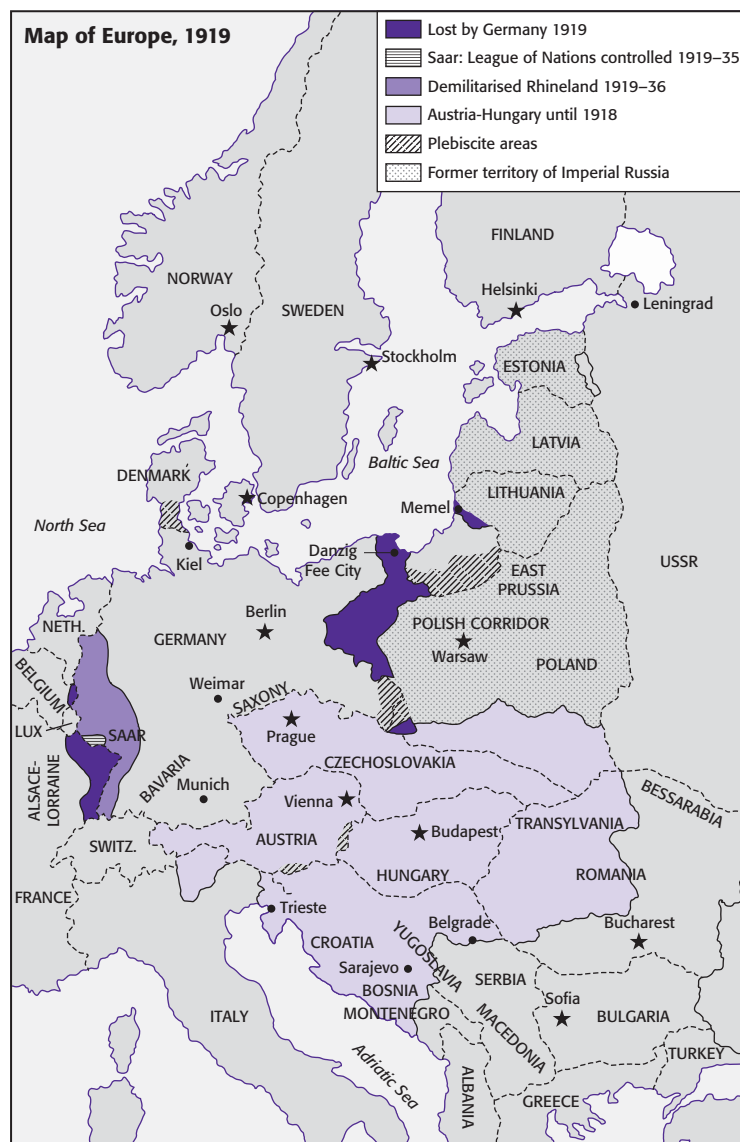 Map of Europe, 1919
Lost by Germany 1919
Saar: League of Nations controlled 1919–35
Demilitarised Rhineland 1919–36
Austria-Hungary until 1918
Plebiscite areas
Former territory of Imperial Russia
FINLAND
NORWAY
Helsinki
Oslo
SWEDEN
Leningrad
Stockholm
ESTONIA
LATVIA
Baltic Sea
DENMARK
LITHUANIA
Copenhagen
Memel
North Sea
Danzig
Fee City
Kiel
USSR
EAST
PRUSSIA
NETH.
Berlin
GERMANY
POLISH CORRIDOR
Warsaw
POLAND
BELGIUM
Weimar
SAXONY
LUX
SAAR
Prague
CZECHOSLOVAKIA
ALSACE-
LORRAINE
BAVARIA
Munich
Vienna
BESSARABIA
TRANSYLVANIA
AUSTRIA
Budapest
SWITZ.
HUNGARY
ROMANIA
FRANCE
Trieste
Belgrade
Bucharest
CROATIA
YUGOSLAVIA
Sarajevo
BOSNIA
SERBIA
Sofia
MONTENEGRO
MACEDONIA
BULGARIA
ITALY
Adriatic Sea
ALBANIA
TURKEY
GREECE